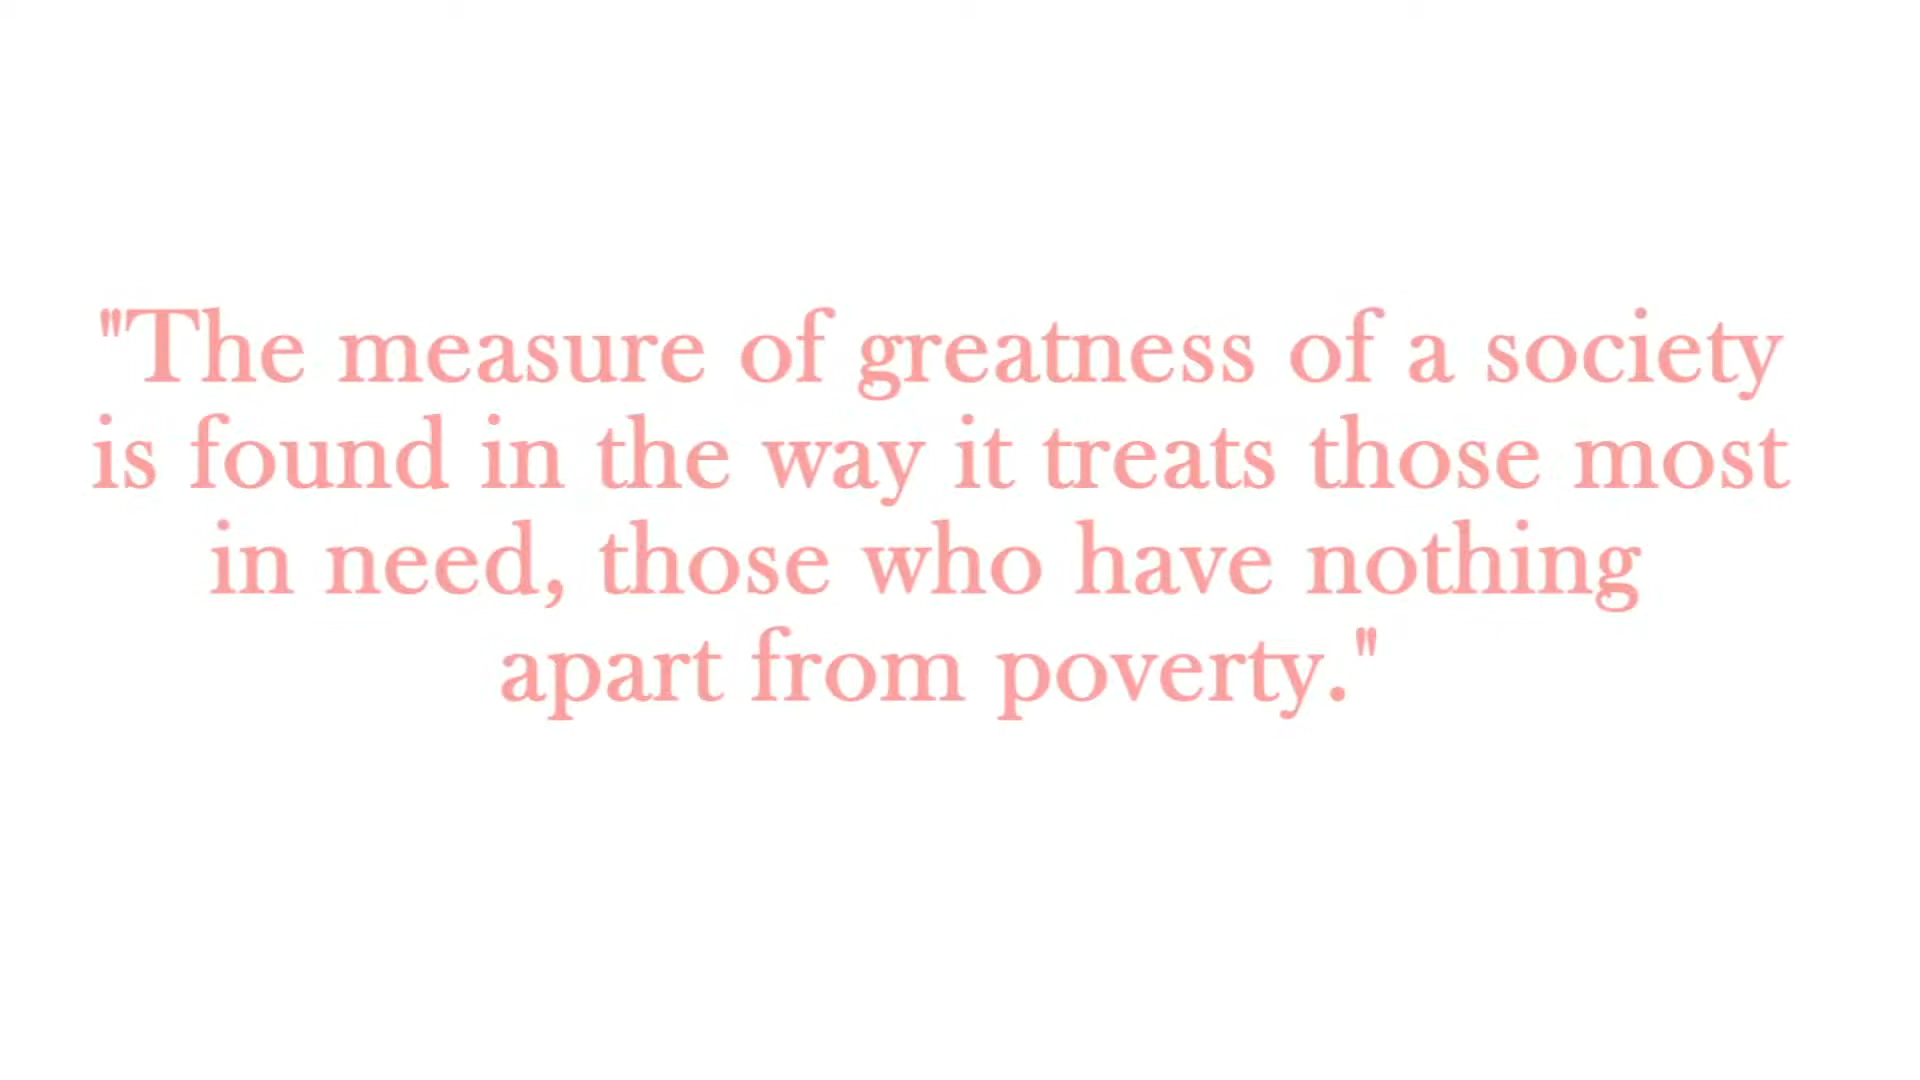 "The measure of greatness of a society
is found in the way it treats those most
in need, those who have nothing
apart from poverty."